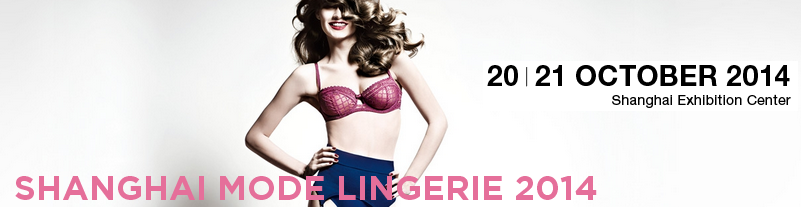 20 | 21 OCTOBER 2014
Shanghai Exhibition Center
SHANGHAI MODE LINGERIE 2014